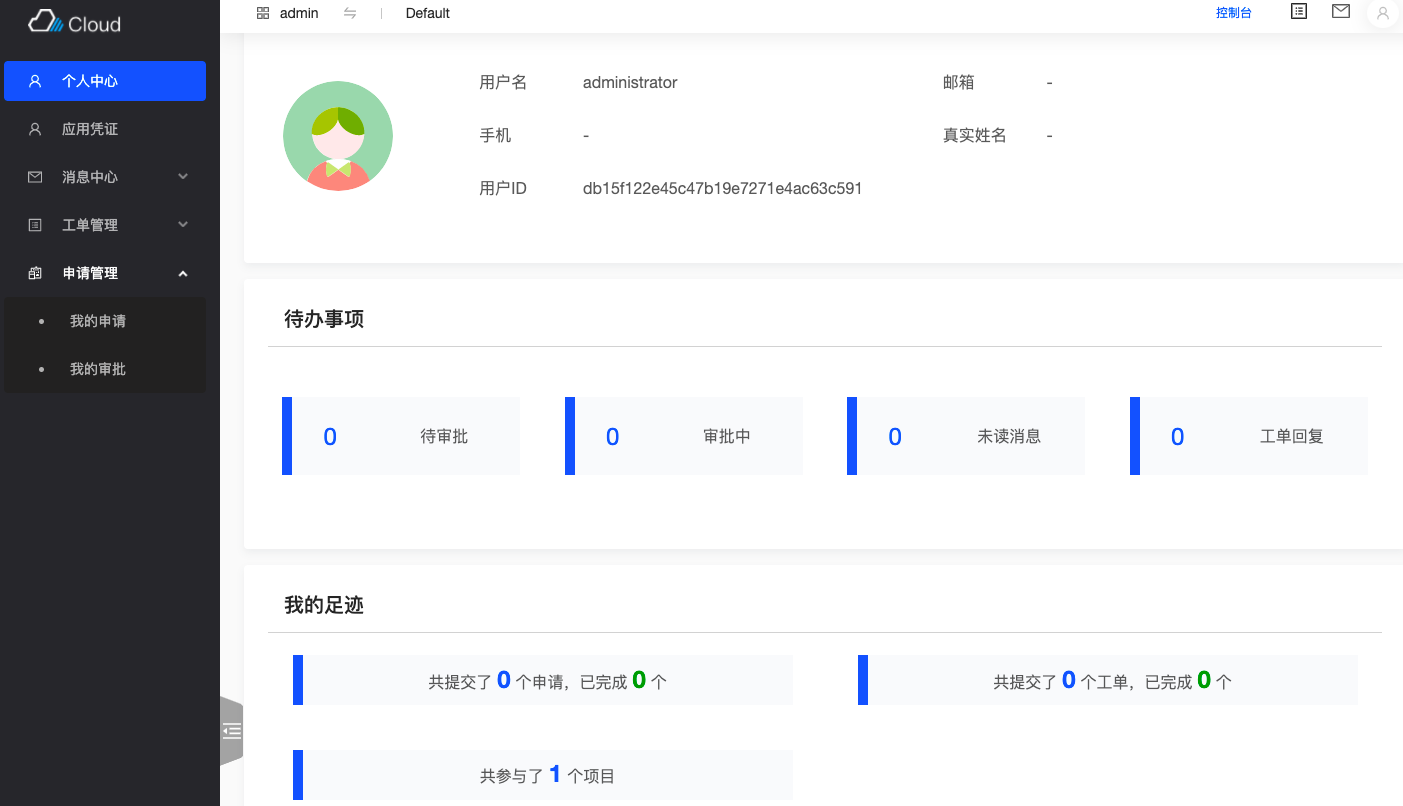 Cloud
admin
Default
控制台
个人中心
应用凭证
消息中心
工单管理
申请管理
我的申请
我的审批
用户名 administrator 邮箱 -
手机 - 真实姓名 -
用户ID db15f122e45c47b19e7271e4ac63c591
待办事项
0 待审批
0 审批中
0 未读消息
0 工单回复
我的足迹
共提交了 0 个申请，已完成 0 个
共提交了 0 个工单，已完成 0 个
共参与了 1 个项目